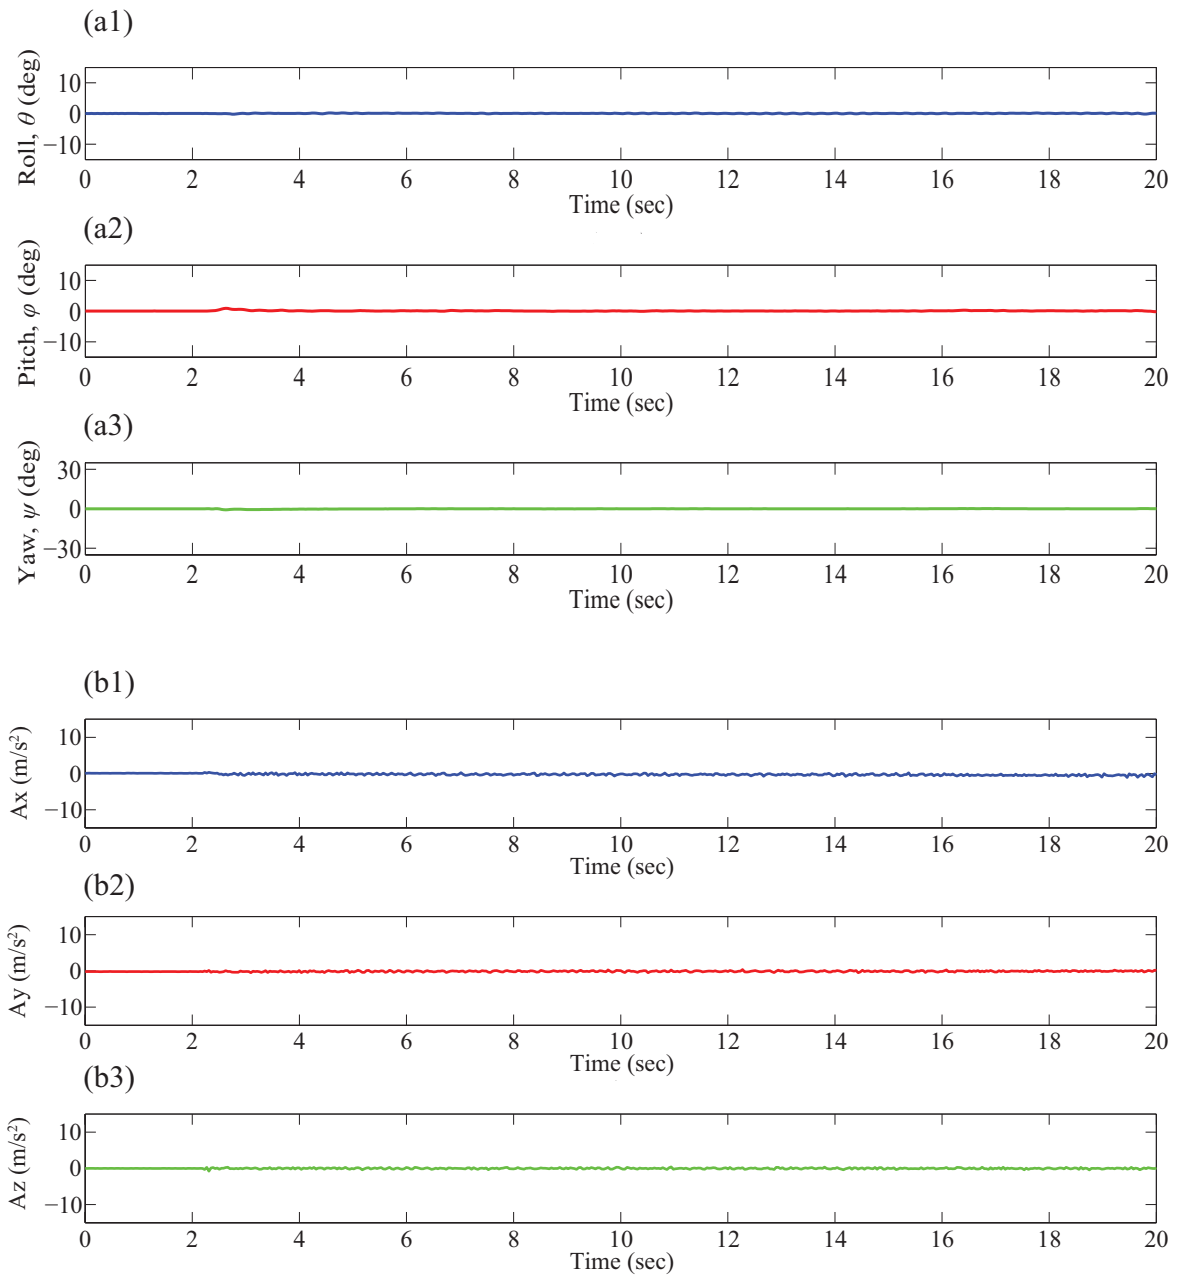 (a1)
Roll, θ (deg)
10
0
−10
0 2 4 6 8 10 12 14 16 18 20
Time (sec)
(a2)
Pitch, φ (deg)
10
0
−10
0 2 4 6 8 10 12 14 16 18 20
Time (sec)
(a3)
Yaw, ψ (deg)
30
0
−30
0 2 4 6 8 10 12 14 16 18 20
Time (sec)
(b1)
Ax (m/s²)
10
0
−10
0 2 4 6 8 10 12 14 16 18 20
Time (sec)
(b2)
Ay (m/s²)
10
0
−10
0 2 4 6 8 10 12 14 16 18 20
Time (sec)
(b3)
Az (m/s²)
10
0
−10
0 2 4 6 8 10 12 14 16 18 20
Time (sec)